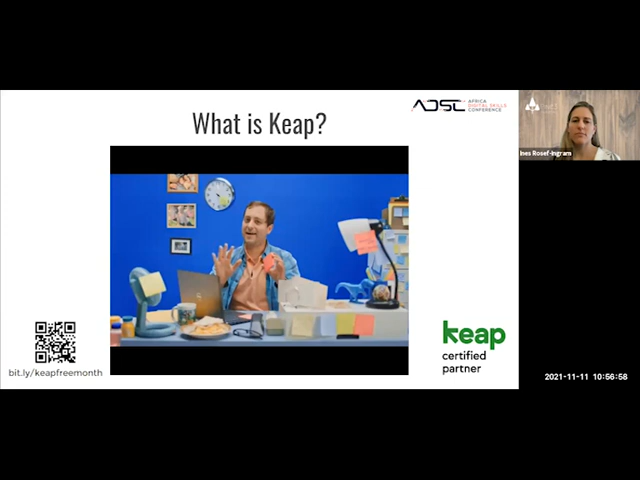 ADSC
AFRICA
DIGITAL SKILLS
CONFERENCE
What is Keap?
Ines Rosef-Ingram
keap
certified
partner
bit.ly/keapfreemonth
2021-11-11 10:56:58